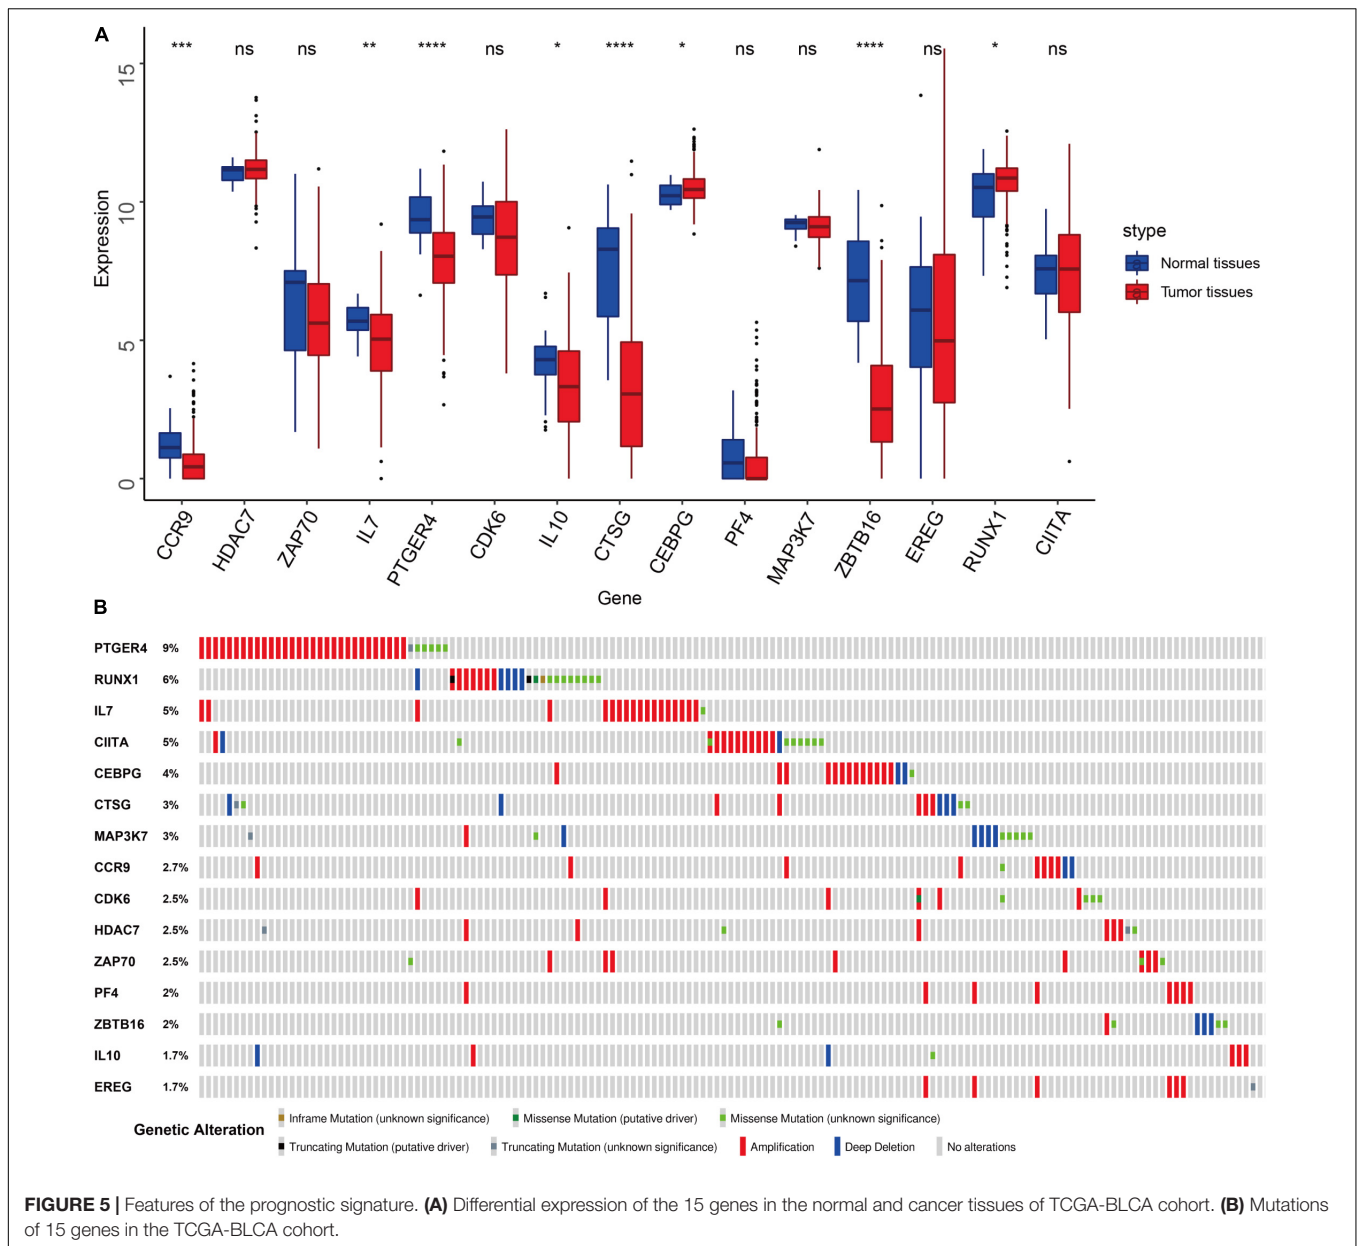 A
*** ns ns ** **** ns * **** * ns ns **** ns * ns
15
10
5
0
Expression
stype
Normal tissues
Tumor tissues
CCR9 HDAC7 ZAP70 IL7 PTGER4 CDK6 IL10 CTSG CEBPG PF4 MAP3K7 ZBTB16 EREG RUNX1 CIITA
Gene
B
PTGER4 9%
RUNX1 6%
IL7 5%
CIITA 5%
CEBPG 4%
CTSG 3%
MAP3K7 3%
CCR9 2.7%
CDK6 2.5%
HDAC7 2.5%
ZAP70 2.5%
PF4 2%
ZBTB16 2%
IL10 1.7%
EREG 1.7%
Genetic Alteration
Inframe Mutation (unknown significance) Missense Mutation (putative driver) Missense Mutation (unknown significance)
Truncating Mutation (putative driver) Truncating Mutation (unknown significance) Amplification Deep Deletion No alterations
FIGURE 5 | Features of the prognostic signature. (A) Differential expression of the 15 genes in the normal and cancer tissues of TCGA-BLCA cohort. (B) Mutations
of 15 genes in the TCGA-BLCA cohort.